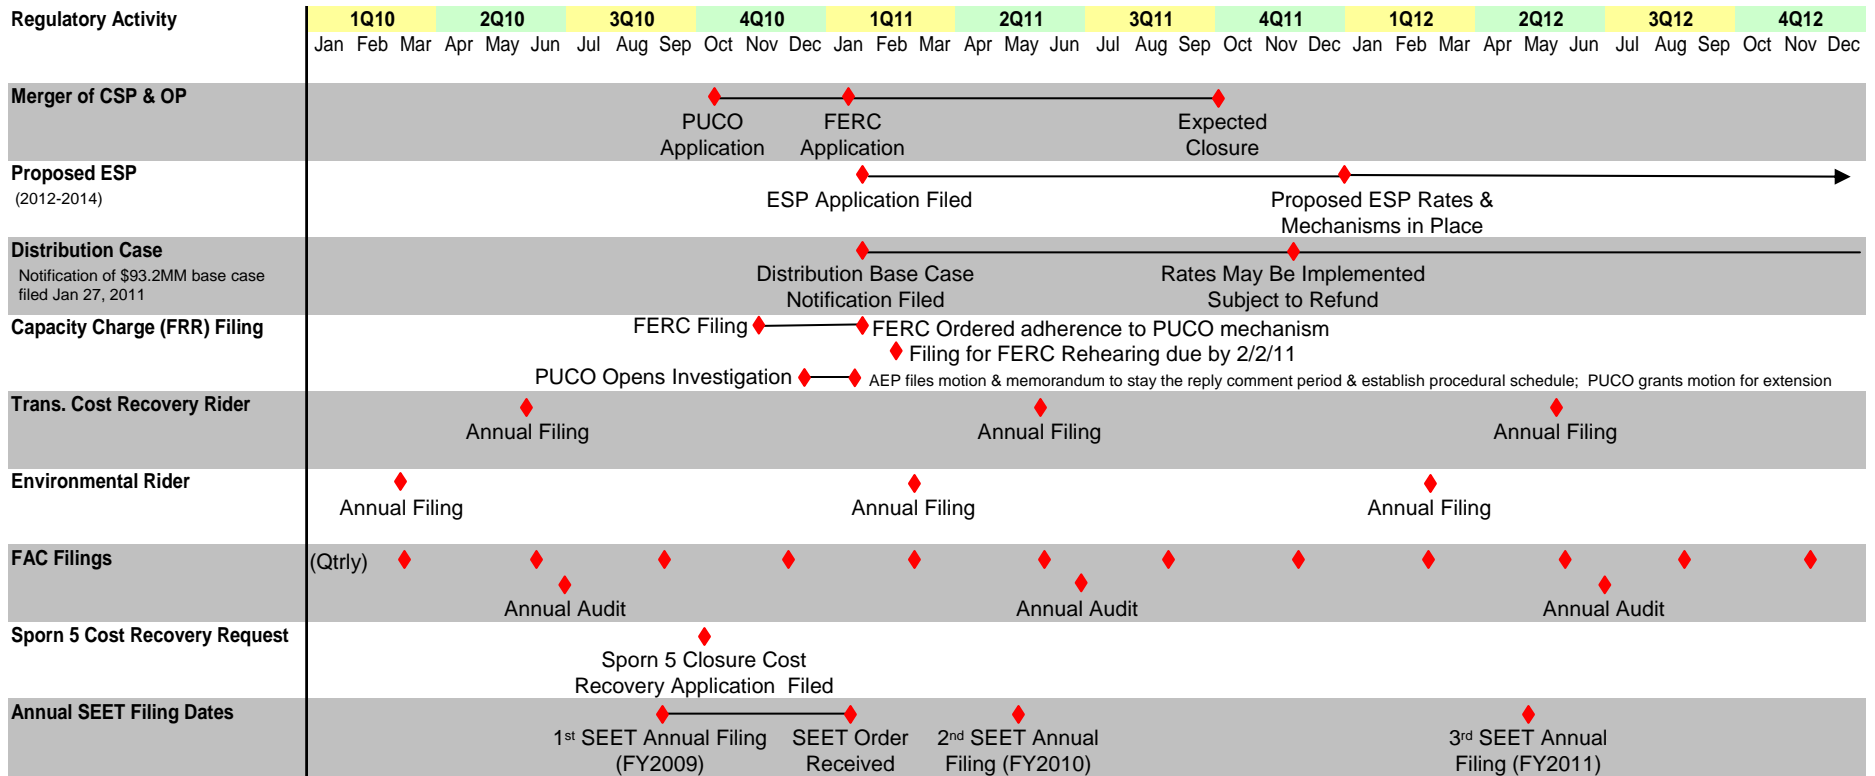 Regulatory Activity
1Q10 2Q10 3Q10 4Q10 1Q11 2Q11 3Q11 4Q11 1Q12 2Q12 3Q12 4Q12
Jan Feb Mar Apr May Jun Jul Aug Sep Oct Nov Dec Jan Feb Mar Apr May Jun Jul Aug Sep Oct Nov Dec Jan Feb Mar Apr May Jun Jul Aug Sep Oct Nov Dec
Merger of CSP & OP
PUCO
Application
FERC
Application
Expected
Closure
Proposed ESP
(2012-2014)
ESP Application Filed
Proposed ESP Rates &
Mechanisms in Place
Distribution Case
Notification of $93.2MM base case
filed Jan 27, 2011
Distribution Base Case
Notification Filed
Rates May Be Implemented
Subject to Refund
Capacity Charge (FRR) Filing
FERC Filing
FERC Ordered adherence to PUCO mechanism
Filing for FERC Rehearing due by 2/2/11
PUCO Opens Investigation
AEP files motion & memorandum to stay the reply comment period & establish procedural schedule; PUCO grants motion for extension
Trans. Cost Recovery Rider
Annual Filing
Annual Filing
Annual Filing
Environmental Rider
Annual Filing
Annual Filing
Annual Filing
FAC Filings
(Qtrly)
Annual Audit
Annual Audit
Annual Audit
Sporn 5 Cost Recovery Request
Sporn 5 Closure Cost
Recovery Application Filed
Annual SEET Filing Dates
1st SEET Annual Filing
(FY2009)
SEET Order
Received
2nd SEET Annual
Filing (FY2010)
3rd SEET Annual
Filing (FY2011)